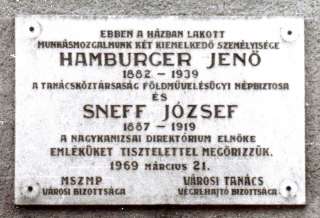 EBBEN A HÁZBAN LAKOTT
MUNKÁSMOZGALMUNK KÉT KIEMELKEDŐ SZEMÉLYISÉGE
HAMBURGER JENŐ
1882 – 1939
A TANÁCSKÖZTÁRSASÁG FÖLDMŰVELÉSÜGYI NÉPBIZTOSA
ÉS
SNEFF JÓZSEF
1887 – 1919
A NAGYKANIZSAI DIREKTÓRIUM ELNÖKE
EMLÉKÜKET TISZTELETTEL MEGŐRIZZÜK.
1969 MÁRCIUS 21.
MSZMP VÁROSI TANÁCS
VÁROSI BIZOTTSÁGA VÉGREHAJTÓ BIZOTTSÁGA